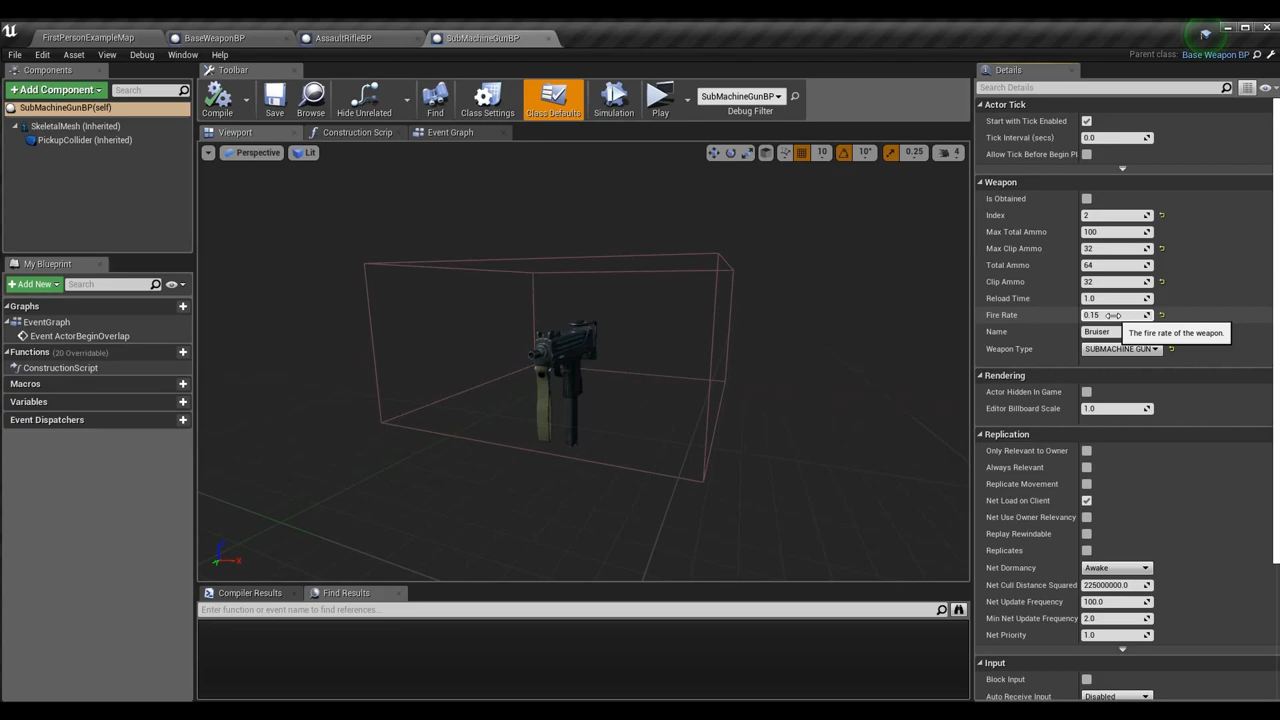 FirstPersonExampleMap
BaseWeaponBP
AssaultRifleBP
SubMachineGunBP
File Edit Asset View Debug Window Help
Parent class: Base Weapon BP
Components
+ Add Component
Search
SubMachineGunBP(self)
SkeletalMesh (Inherited)
PickupCollider (Inherited)
My Blueprint
+ Add New
Search
Graphs
EventGraph
Event ActorBeginOverlap
Functions (20 Overridable)
ConstructionScript
Macros
Variables
Event Dispatchers
Toolbar
Compile
Save
Browse
Hide Unrelated
Find
Class Settings
Class Defaults
Simulation
Play
SubMachineGunBP
Debug Filter
Viewport
Construction Scrip
Event Graph
Perspective
Lit
10
10°
0.25
4
Z
X
Compiler Results
Find Results
Enter function or event name to find references...
Details
Search Details
Actor Tick
Start with Tick Enabled
Tick Interval (secs) 0.0
Allow Tick Before Begin Pl
Weapon
Is Obtained
Index 2
Max Total Ammo 100
Max Clip Ammo 32
Total Ammo 64
Clip Ammo 32
Reload Time 1.0
Fire Rate 0.15
Name Bruiser
The fire rate of the weapon.
Weapon Type SUBMACHINE GUN
Rendering
Actor Hidden In Game
Editor Billboard Scale 1.0
Replication
Only Relevant to Owner
Always Relevant
Replicate Movement
Net Load on Client
Net Use Owner Relevancy
Replay Rewindable
Replicates
Net Dormancy Awake
Net Cull Distance Squared 225000000.0
Net Update Frequency 100.0
Min Net Update Frequency 2.0
Net Priority 1.0
Input
Block Input
Auto Receive Input Disabled